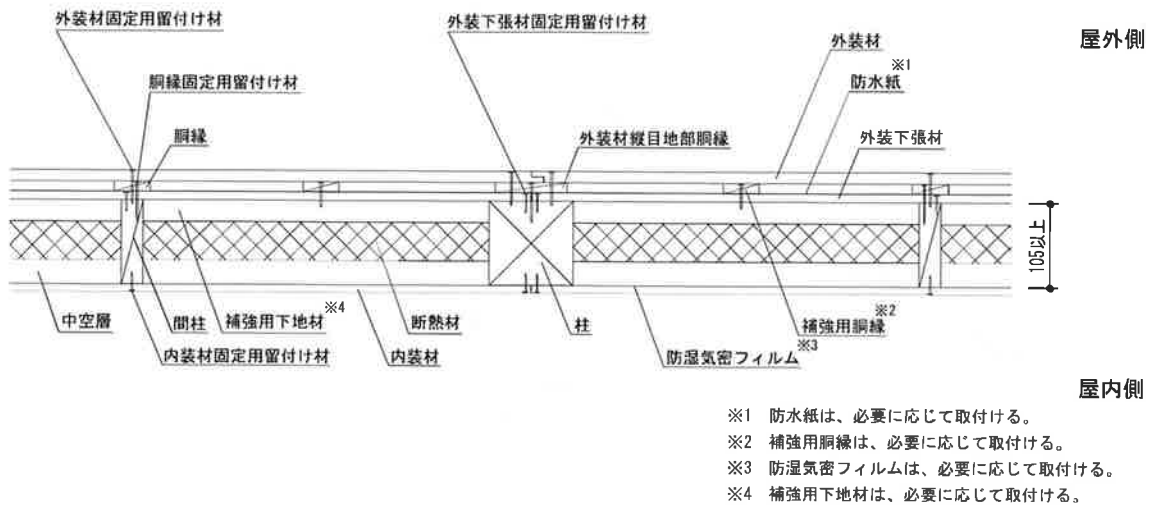 外装材固定用留付け材
外装下張材固定用留付け材
外装材
屋外側
※1
防水紙
胴縁固定用留付け材
胴縁
外装材縦目地部胴縁
外装下張材
105以上
中空層
間柱
補強用下地材※4
断熱材
柱
補強用胴縁※2
内装材固定用留付け材
内装材
防湿気密フィルム※3
屋内側
※1 防水紙は、必要に応じて取付ける。
※2 補強用胴縁は、必要に応じて取付ける。
※3 防湿気密フィルムは、必要に応じて取付ける。
※4 補強用下地材は、必要に応じて取付ける。